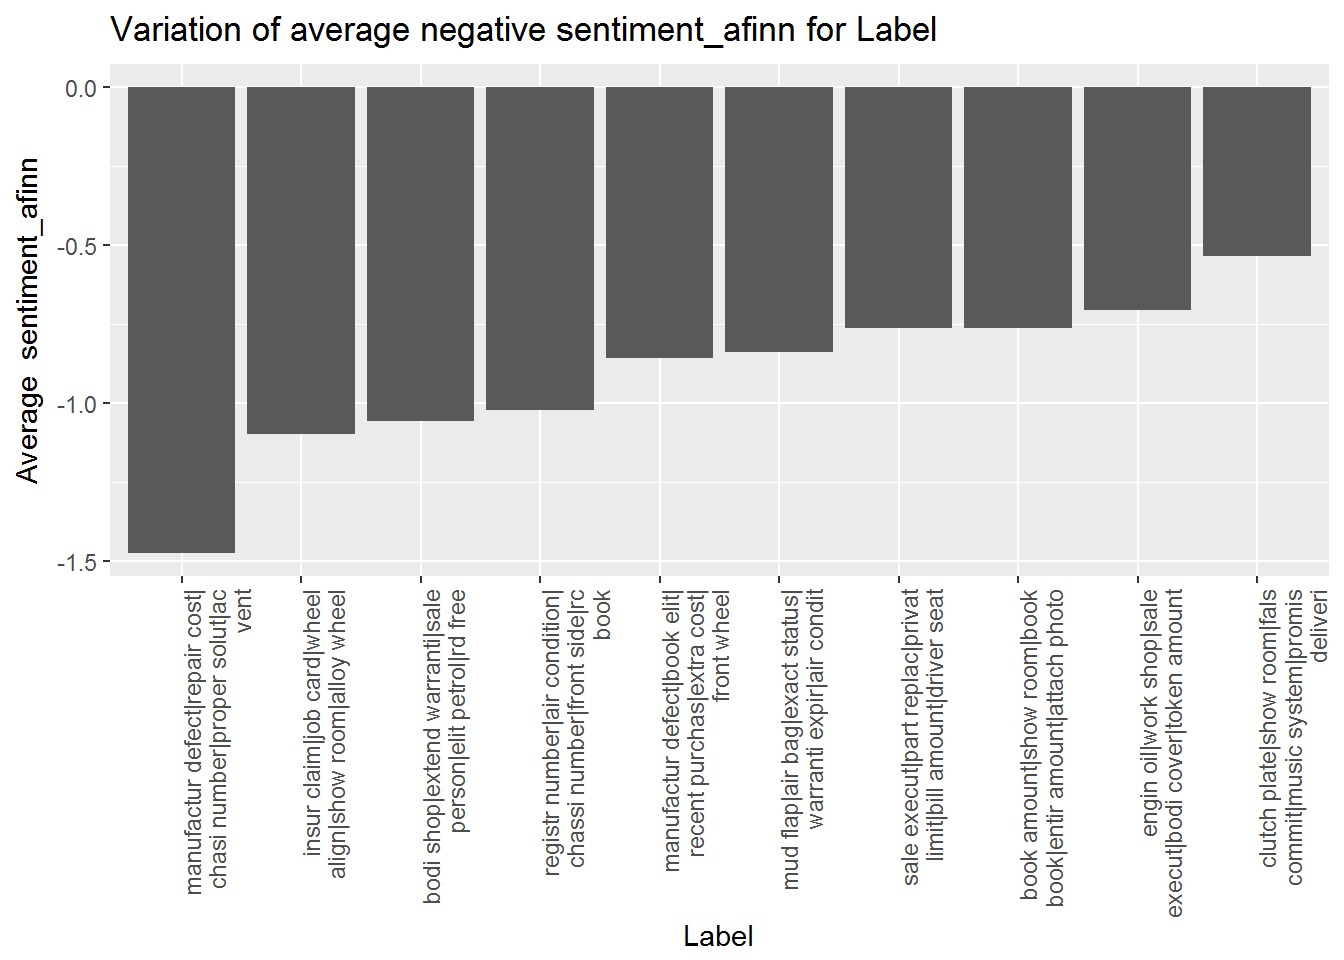 Variation of average negative sentiment_afinn for Label
Average  sentiment_afinn
0.0
-0.5
-1.0
-1.5
manufactur defect|repair cost|
chasi number|proper solut|ac
vent
insur claim|job card|wheel
align|show room|alloy wheel
bodi shop|extend warranti|sale
person|elit petrol|rd free
registr number|air condition|
chassi number|front side|rc
book
manufactur defect|book elit|
recent purchas|extra cost|
front wheel
mud flap|air bag|exact status|
warranti expir|air condit
sale execut|part replac|privat
limit|bill amount|driver seat
book amount|show room|book
book|entir amount|attach photo
engin oil|work shop|sale
execut|bodi cover|token amount
clutch plate|show room|fals
commit|music system|promis
deliveri
Label